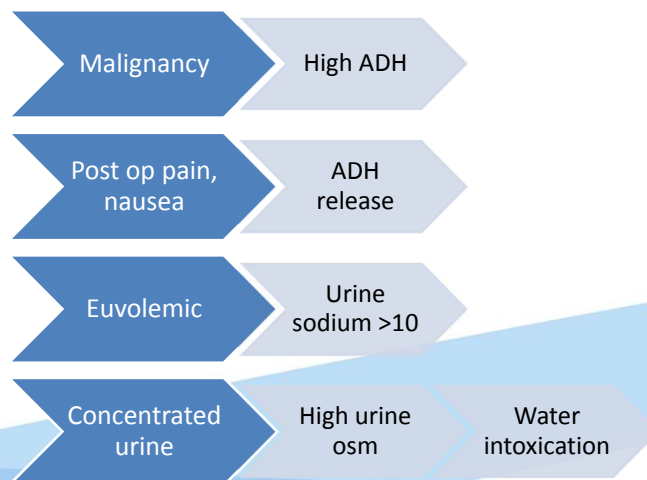 Malignancy
High ADH
Post op pain,
nausea
ADH
release
Euvolemic
Urine
sodium >10
Concentrated
urine
High urine
osm
Water
intoxication